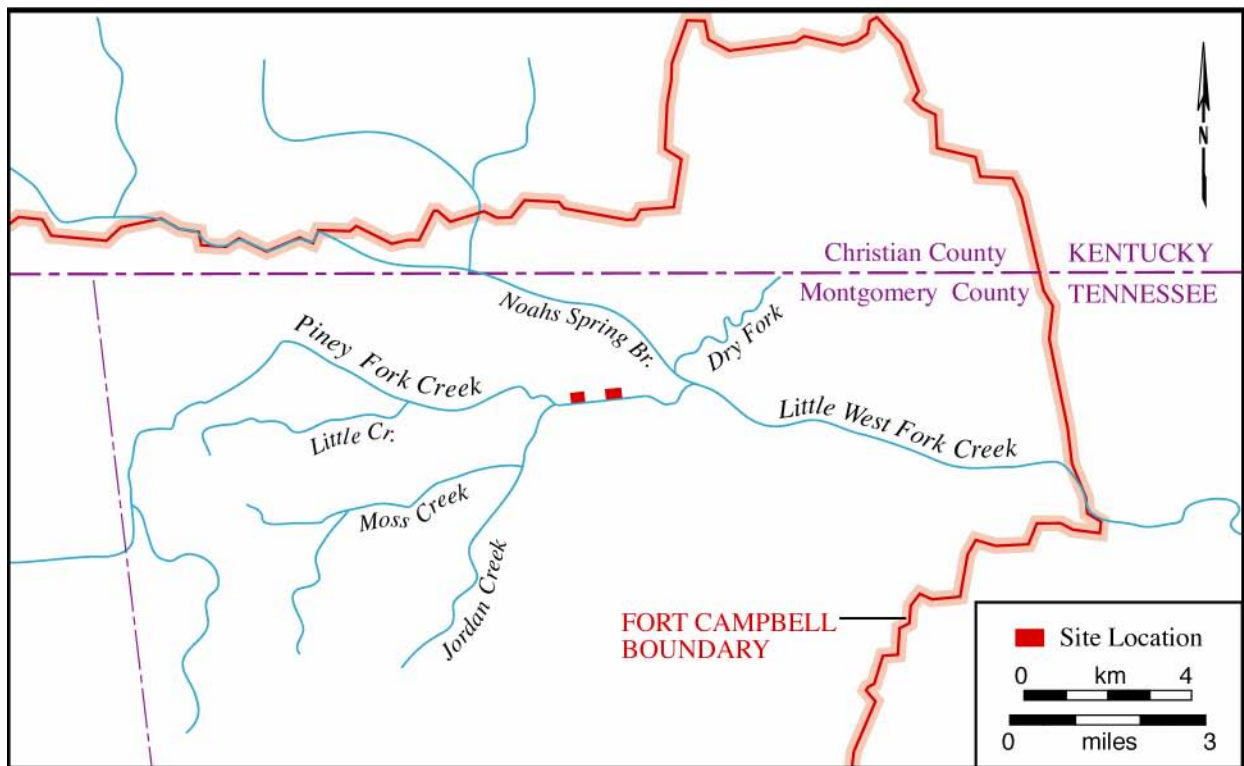 N
Christian County
KENTUCKY
Montgomery County
TENNESSEE
Noahs Spring Br.
Dry Fork
Piney Fork Creek
Little Cr.
Little West Fork Creek
Moss Creek
Jordan Creek
FORT CAMPBELL
BOUNDARY
Site Location
0 km 4
0 miles 3